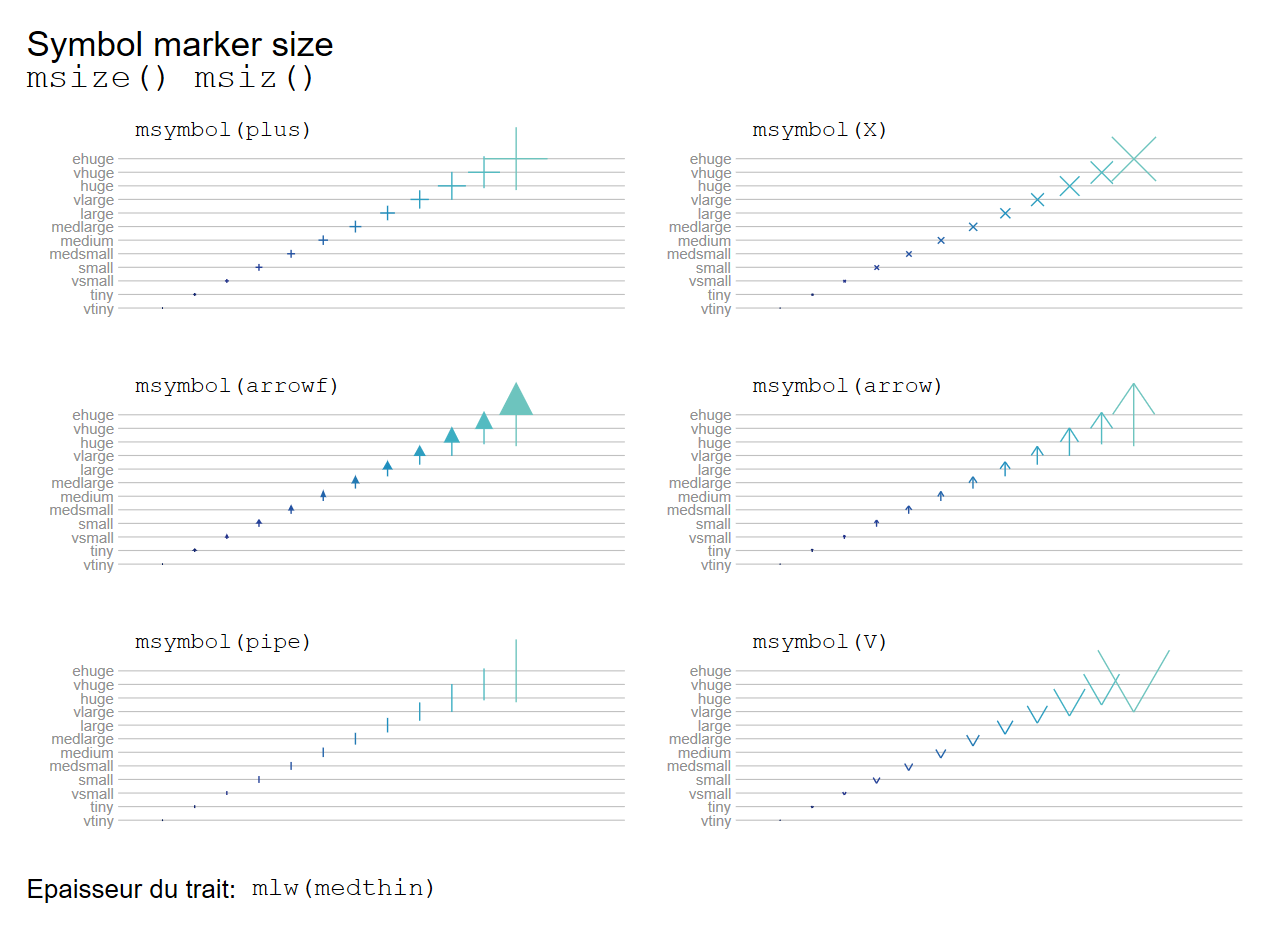 Symbol marker size
msize() msiz()
msymbol(plus)
ehuge
vhuge
huge
vlarge
large
medlarge
medium
medsmall
small
vsmall
tiny
vtiny
msymbol(X)
ehuge
vhuge
huge
vlarge
large
medlarge
medium
medsmall
small
vsmall
tiny
vtiny
msymbol(arrowf)
ehuge
vhuge
huge
vlarge
large
medlarge
medium
medsmall
small
vsmall
tiny
vtiny
msymbol(arrow)
ehuge
vhuge
huge
vlarge
large
medlarge
medium
medsmall
small
vsmall
tiny
vtiny
msymbol(pipe)
ehuge
vhuge
huge
vlarge
large
medlarge
medium
medsmall
small
vsmall
tiny
vtiny
msymbol(V)
ehuge
vhuge
huge
vlarge
large
medlarge
medium
medsmall
small
vsmall
tiny
vtiny
Epaisseur du trait: mlw(medthin)